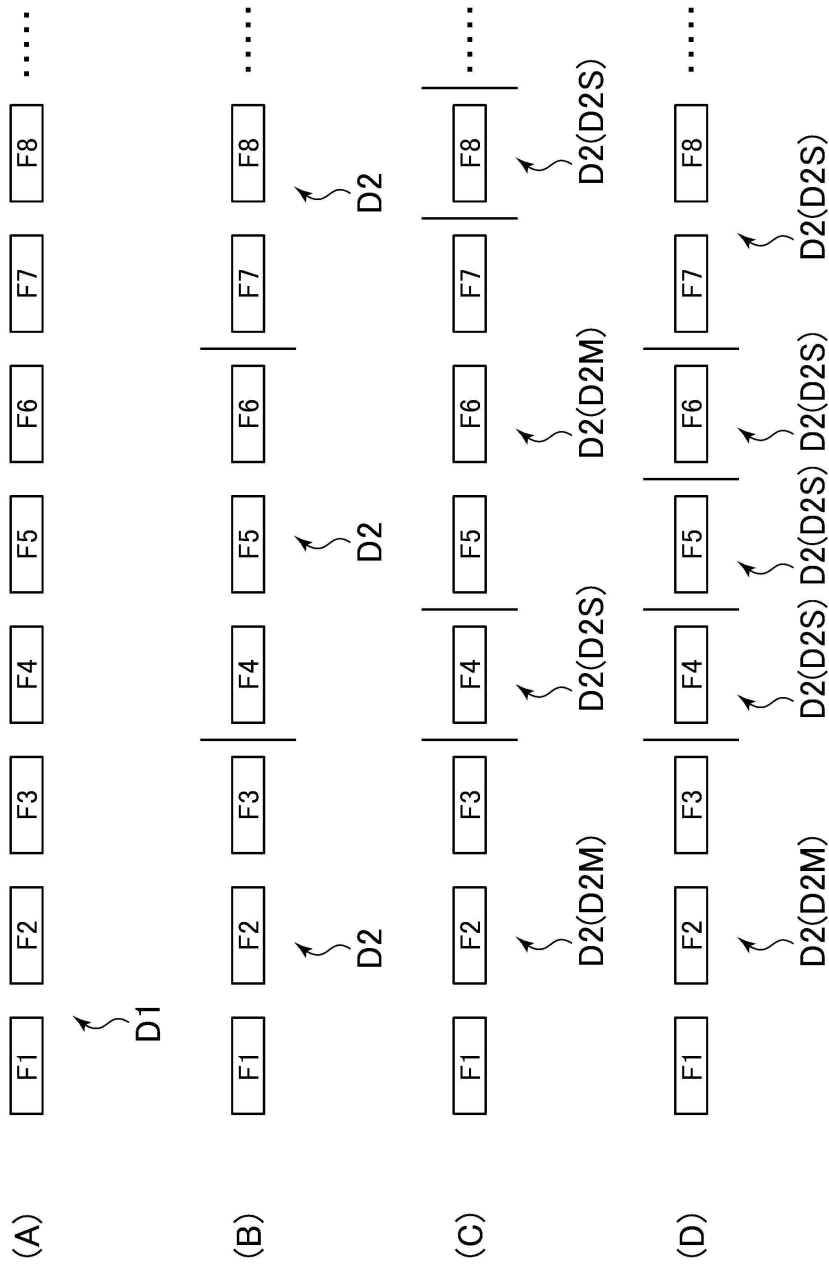 (A) F1 F2 F3 F4 F5 F6 F7 F8 ·····
D1
(B) F1 F2 F3 F4 F5 F6 F7 F8 ·····
D2 D2 D2
(C) F1 F2 F3 F4 F5 F6 F7 F8 ·····
D2(D2M) D2(D2S) D2(D2M) D2(D2S)
(D) F1 F2 F3 F4 F5 F6 F7 F8 ·····
D2(D2M) D2(D2S) D2(D2S) D2(D2S) D2(D2S)